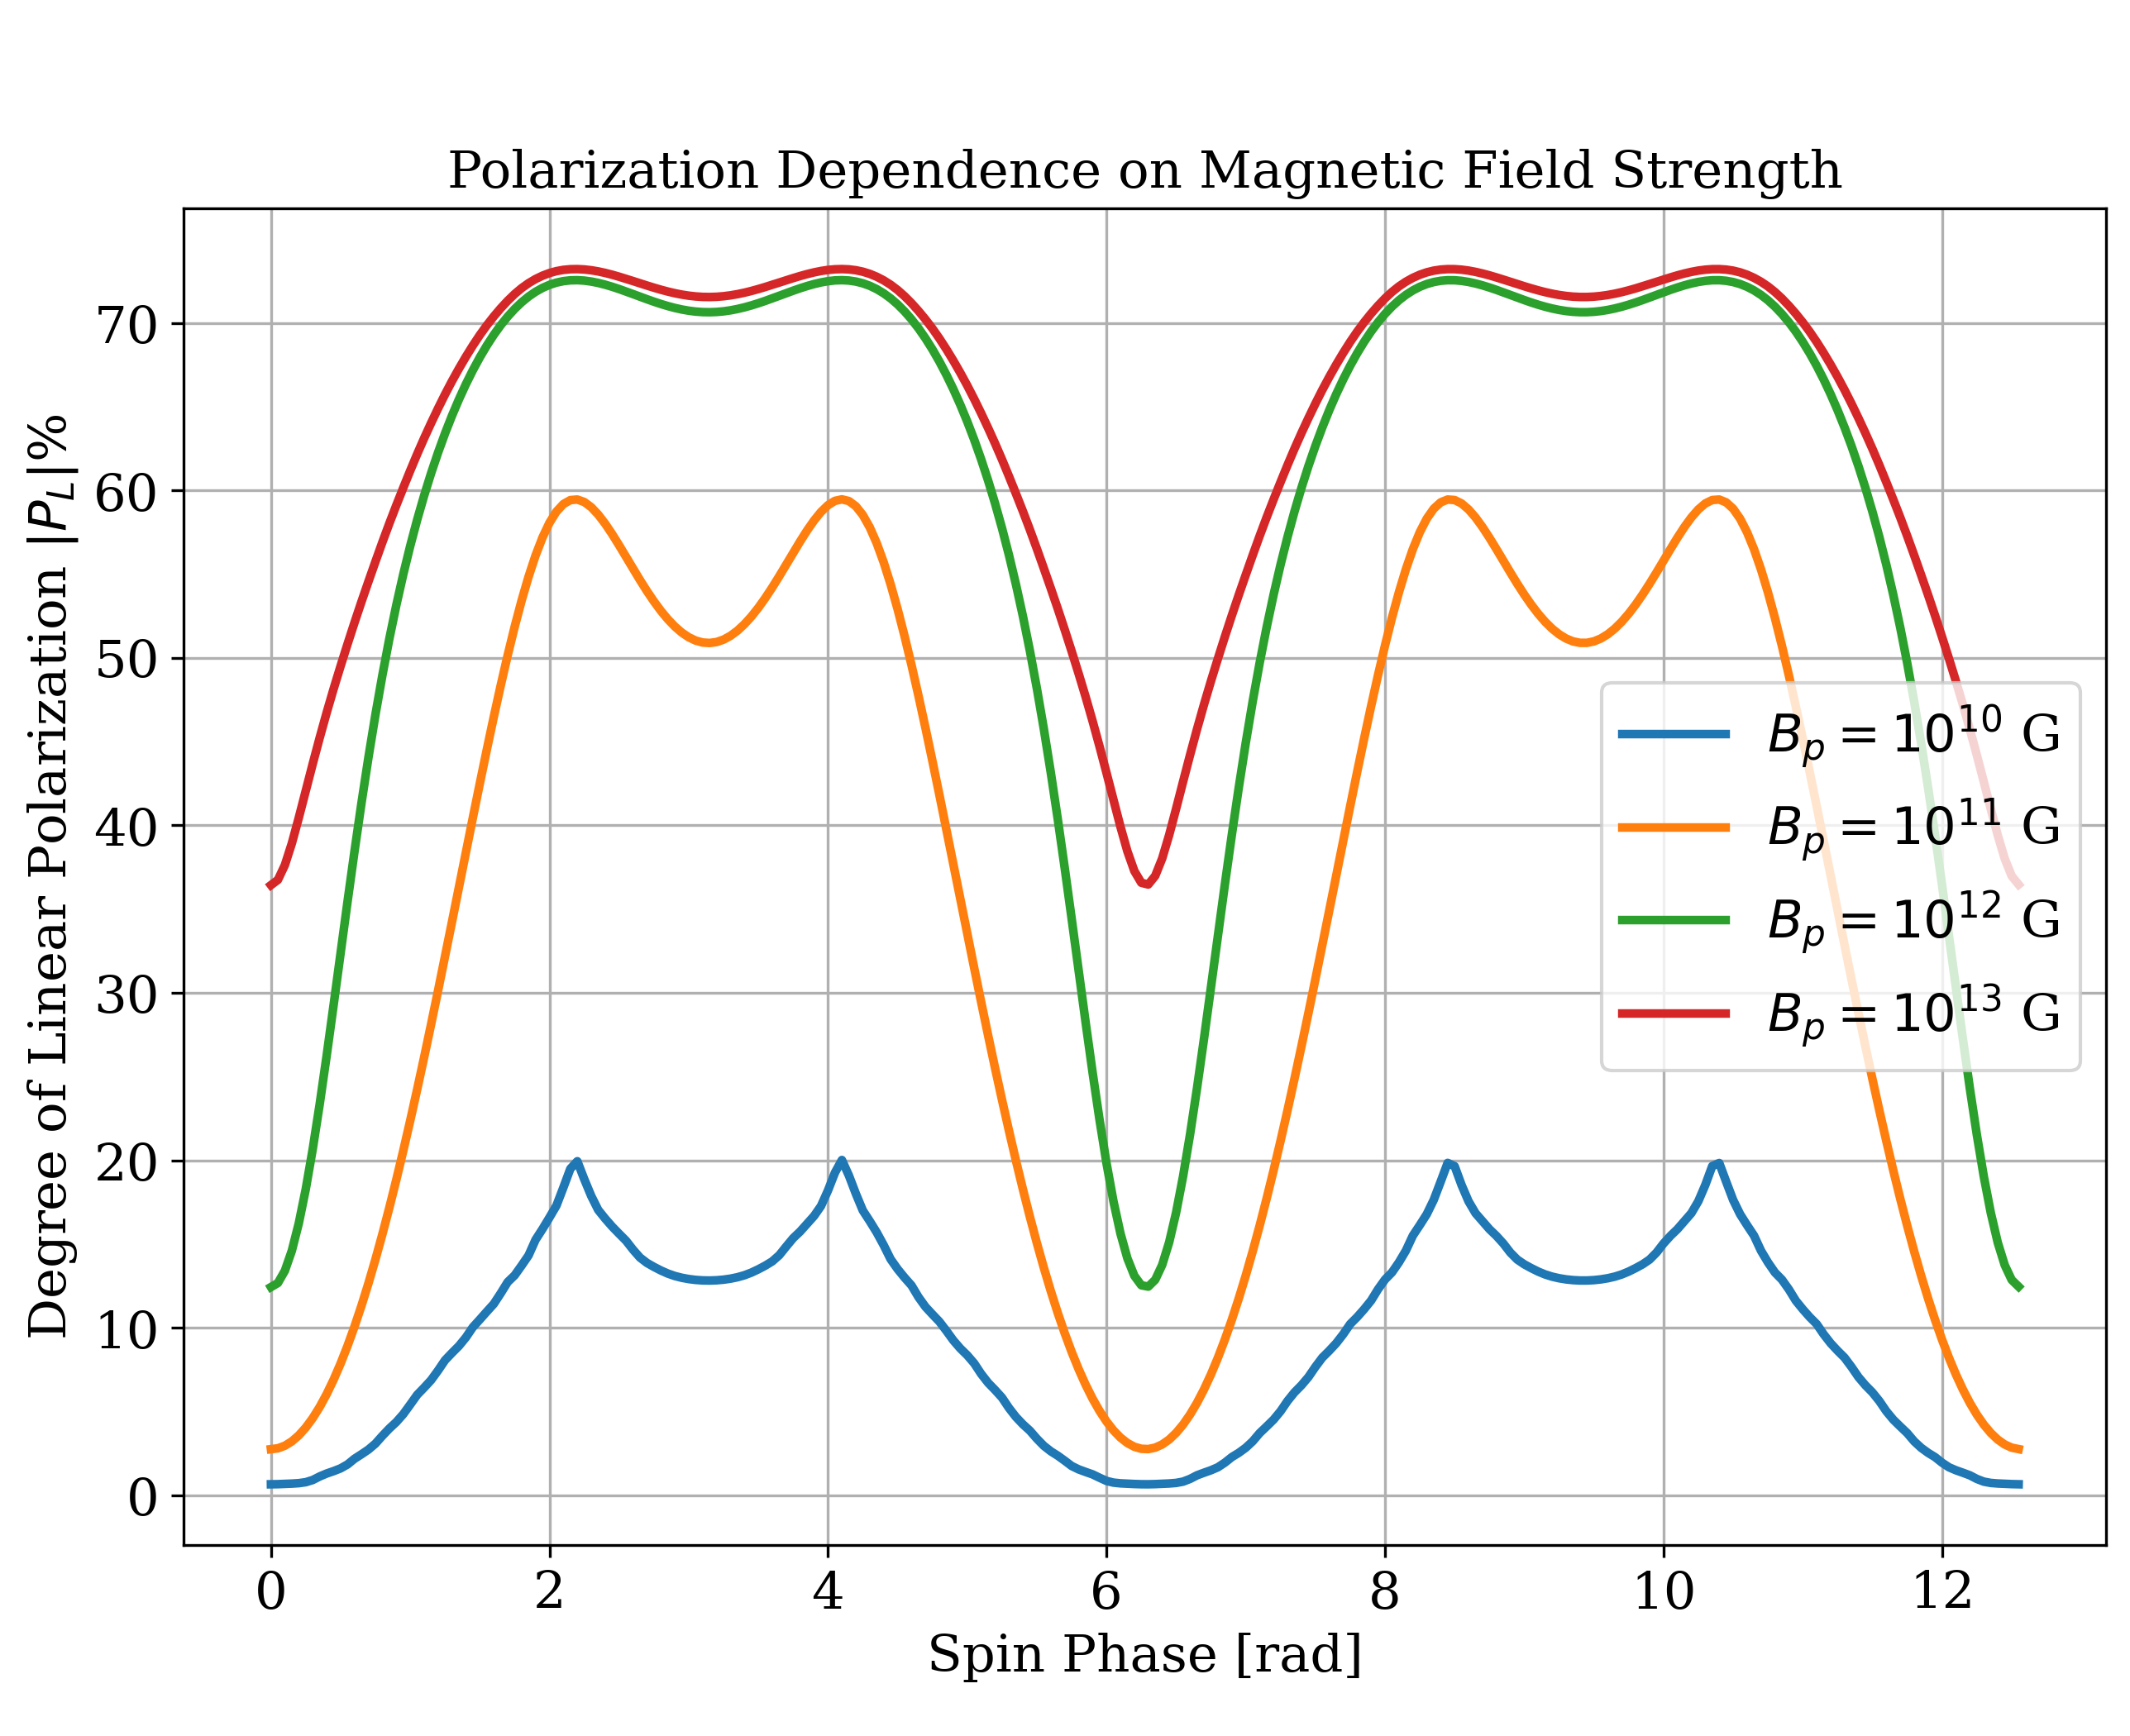 Polarization Dependence on Magnetic Field Strength
Degree of Linear Polarization |P_L|%
70
60
50
40
30
20
10
0
B_p = 10^10 G
B_p = 10^11 G
B_p = 10^12 G
B_p = 10^13 G
0 2 4 6 8 10 12
Spin Phase [rad]